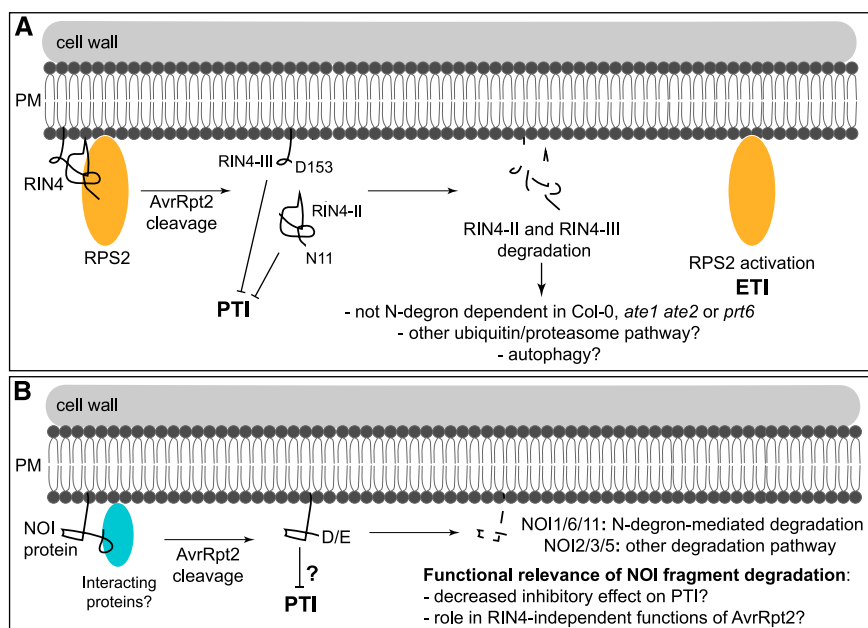 A
cell wall
PM
RIN4
RPS2
AvrRpt2
cleavage
RIN4-III
D153
RIN4-II
N11
PTI
RIN4-II and RIN4-III
degradation
- not N-degron dependent in Col-0, ate1 ate2 or prt6
- other ubiquitin/proteasome pathway?
- autophagy?
RPS2 activation
ETI
B
cell wall
PM
NOI
protein
Interacting
proteins?
AvrRpt2
cleavage
D/E
?
PTI
NOI1/6/11: N-degron-mediated degradation
NOI2/3/5: other degradation pathway
Functional relevance of NOI fragment degradation:
- decreased inhibitory effect on PTI?
- role in RIN4-independent functions of AvrRpt2?